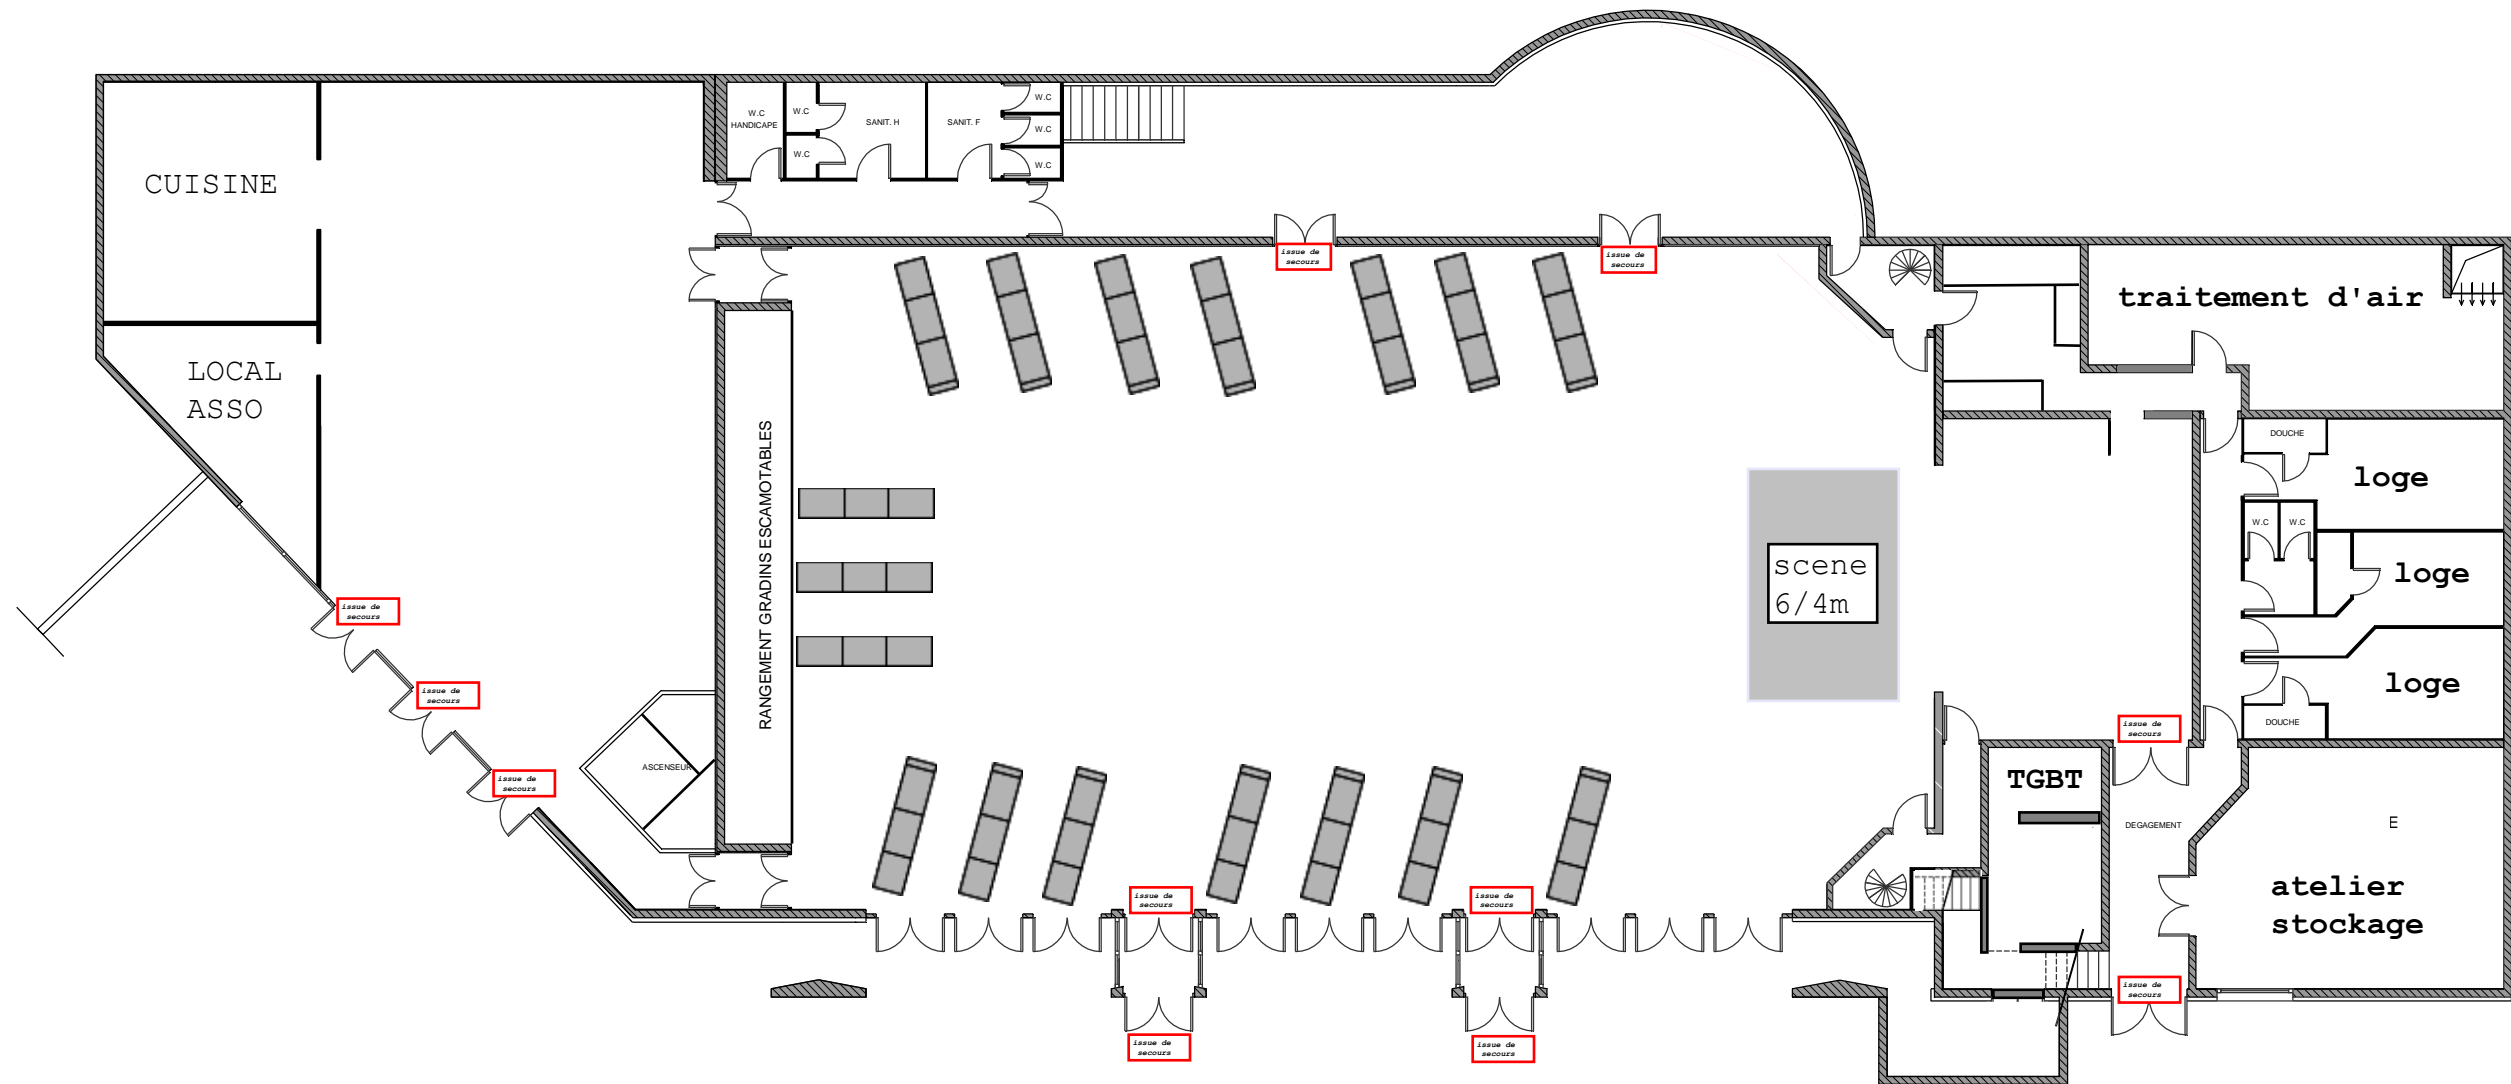 W.C
HANDICAPE
W.C
W.C
SANIT. H
SANIT. F
W.C
W.C
W.C
CUISINE
issue de
secours
issue de
secours
traitement d'air
LOCAL
ASSO
RANGEMENT GRADINS ESCAMOTABLES
DOUCHE
loge
W.C
W.C
scene
6/4m
loge
issue de
secours
issue de
secours
loge
DOUCHE
issue de
secours
ASCENSEUR
issue de
secours
TGBT
DEGAGEMENT
E
atelier
stockage
issue de
secours
issue de
secours
issue de
secours
issue de
secours
issue de
secours